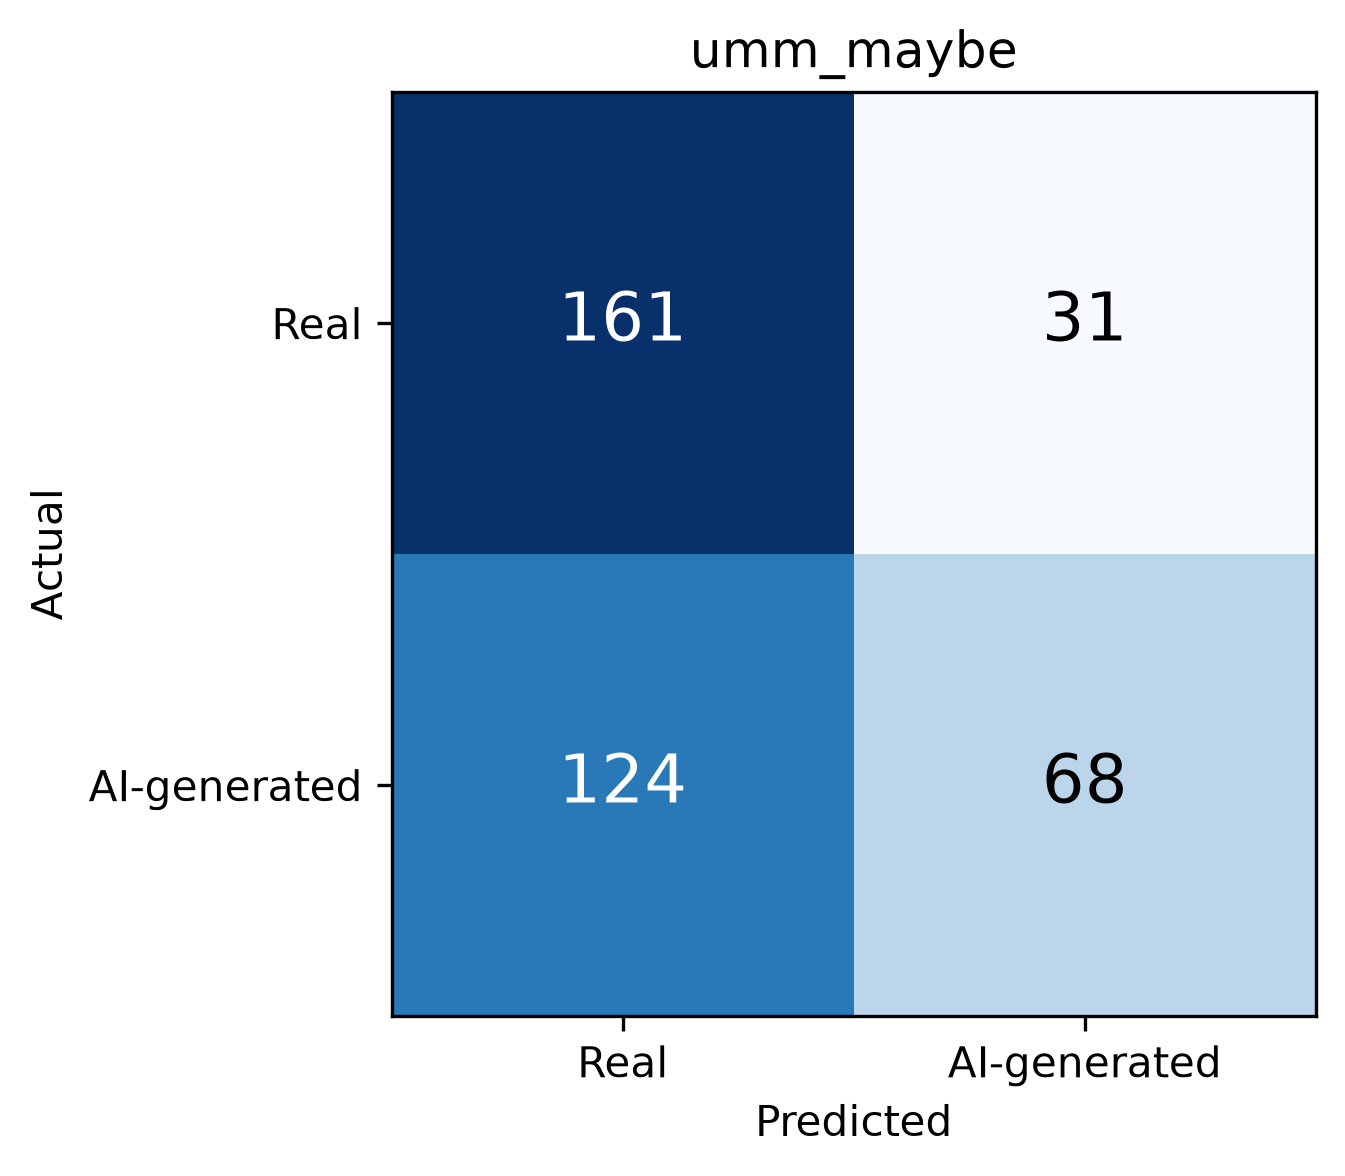 umm_maybe
Actual
Real
161
31
AI-generated
124
68
Real
AI-generated
Predicted